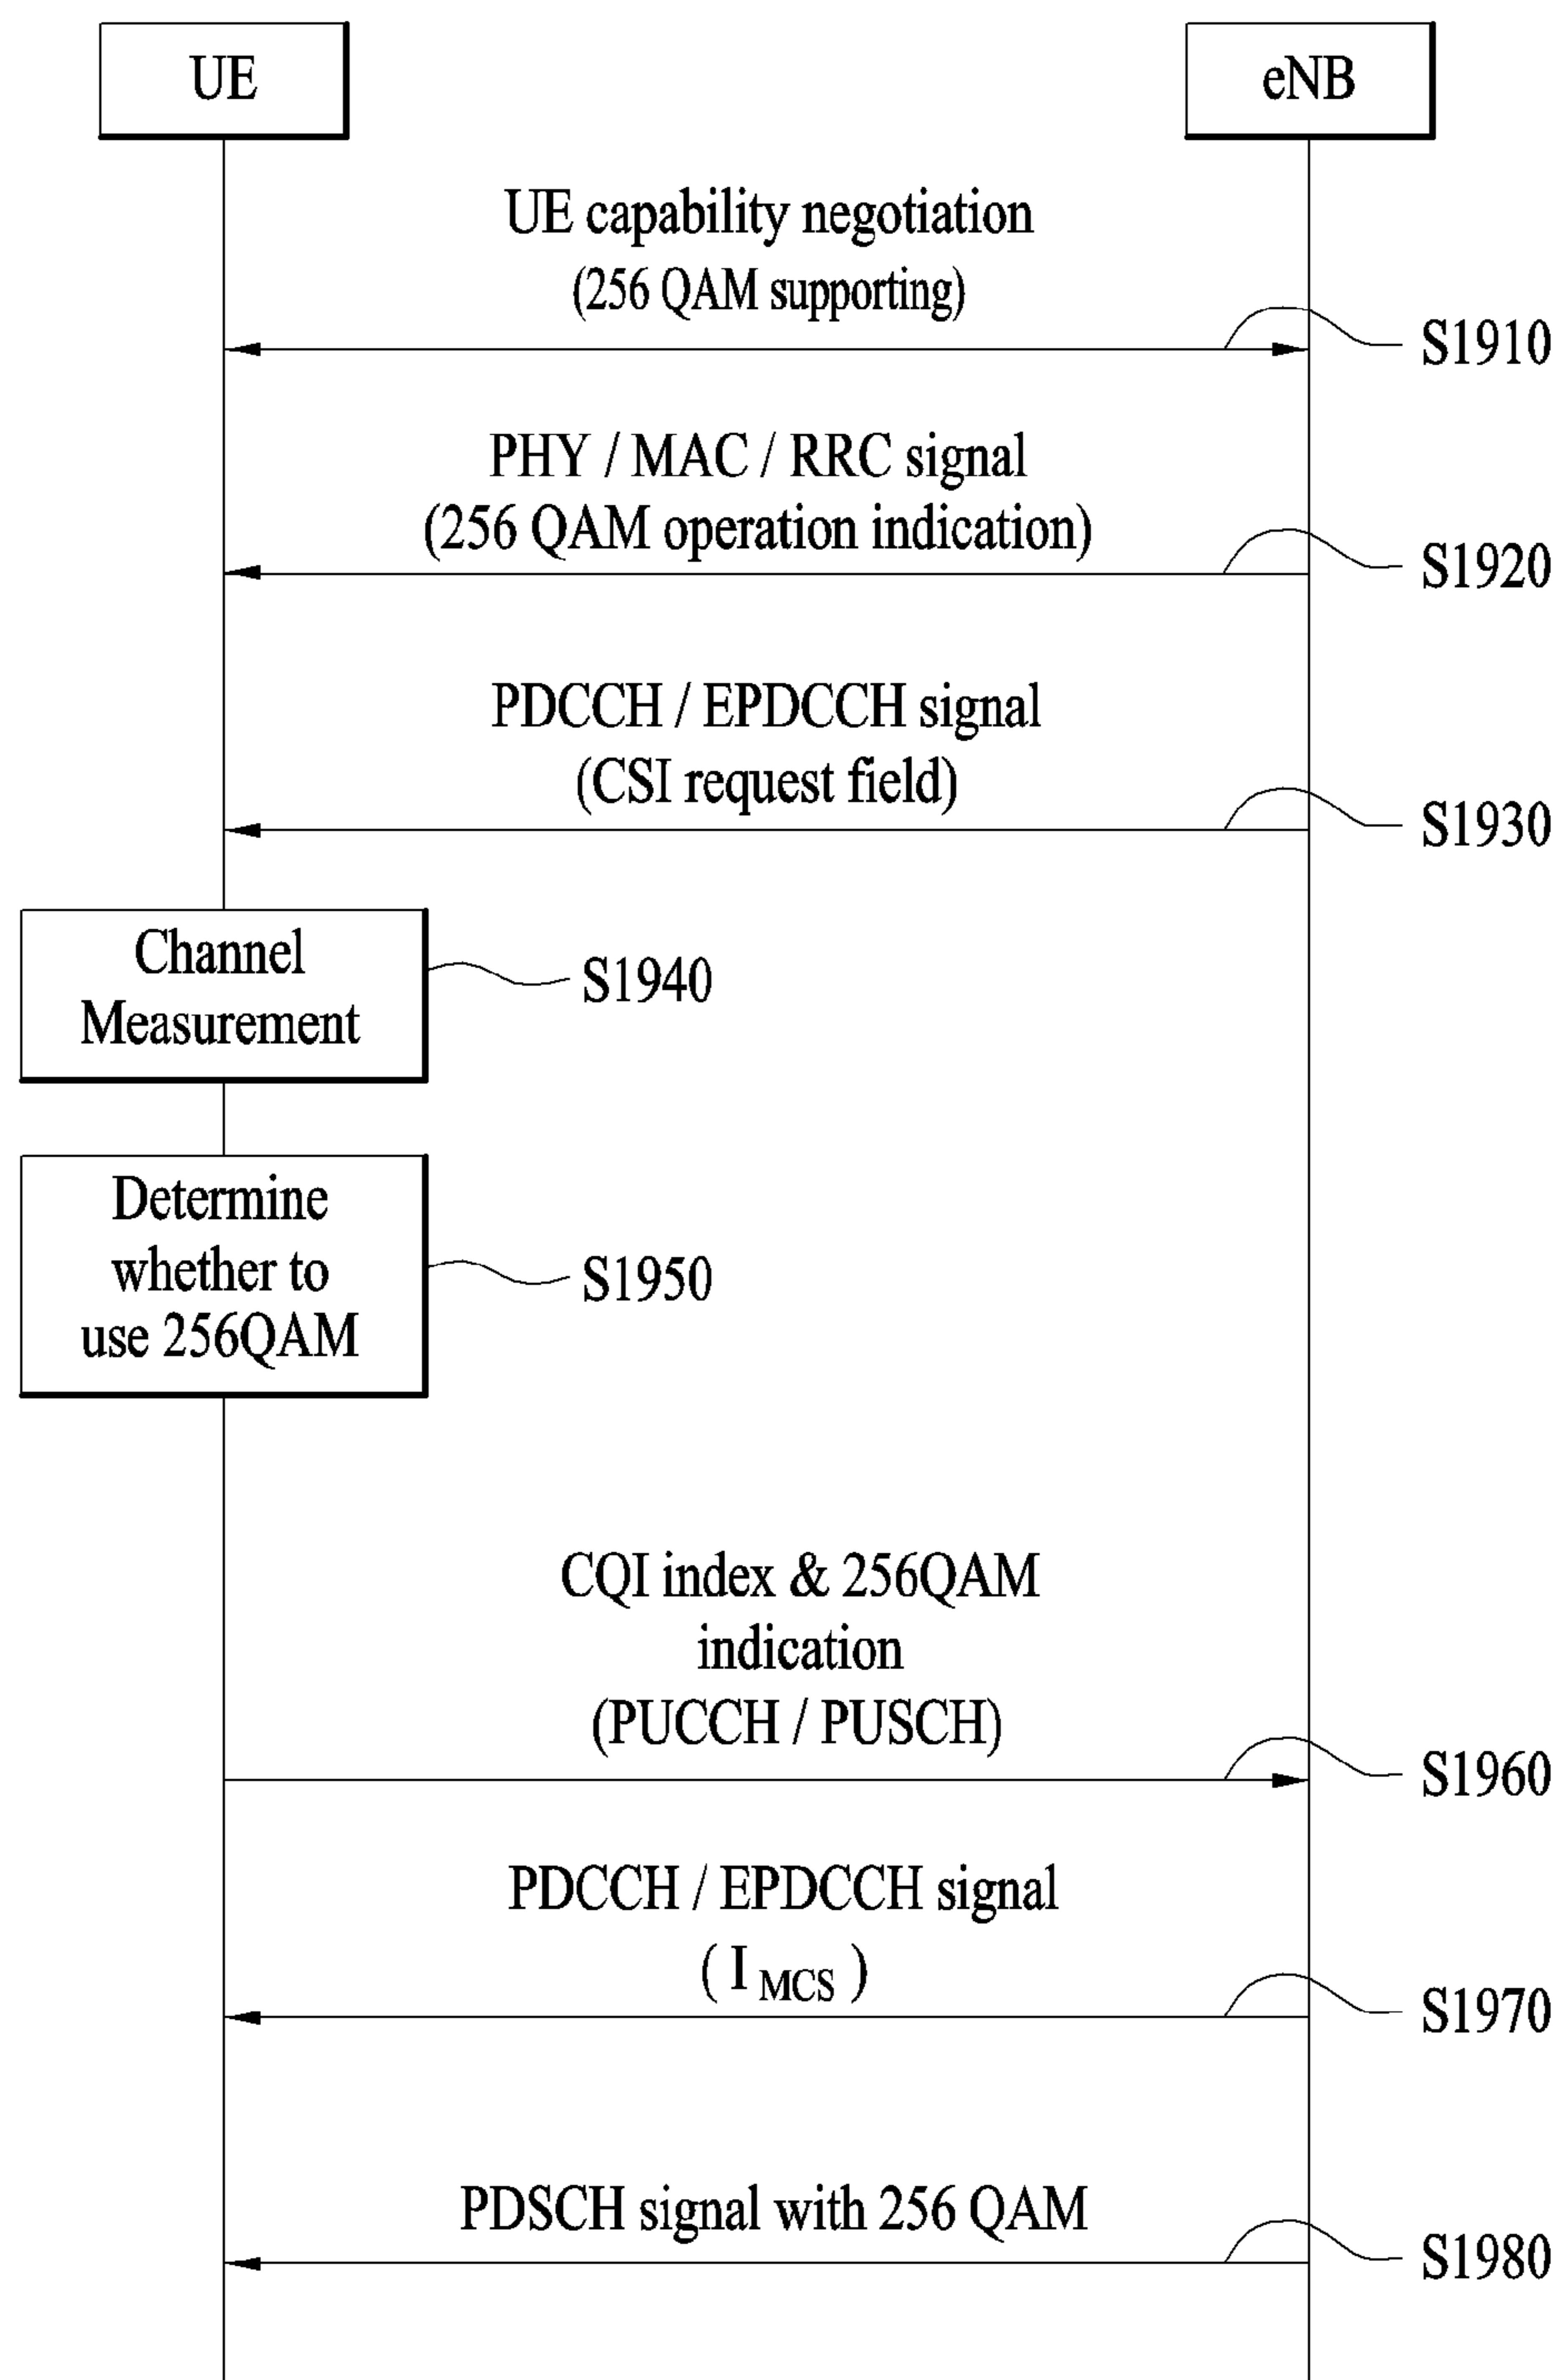 UE
eNB
UE capability negotiation
(256 QAM supporting)
S1910
PHY / MAC / RRC signal
(256 QAM operation indication)
S1920
PDCCH / EPDCCH signal
(CSI request field)
S1930
Channel
Measurement
S1940
Determine
whether to
use 256QAM
S1950
CQI index & 256QAM
indication
(PUCCH / PUSCH)
S1960
PDCCH / EPDCCH signal
( I MCS )
S1970
PDSCH signal with 256 QAM
S1980